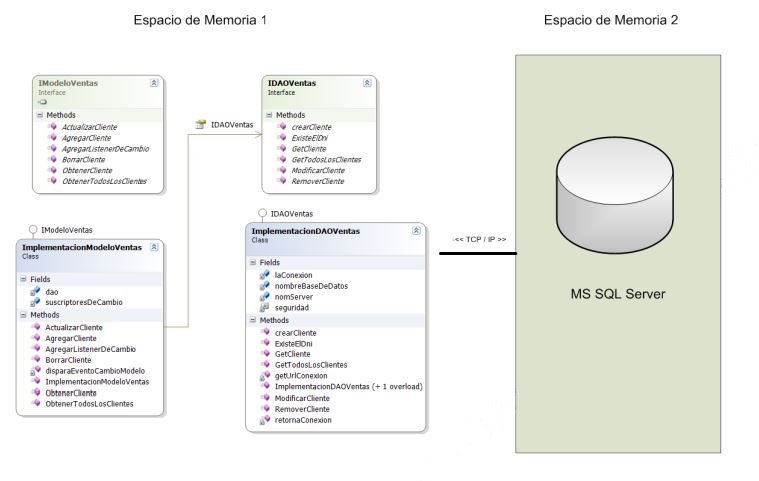 Espacio de Memoria 1
Espacio de Memoria 2
IModeloVentas
Interface
Methods
ActualizarCliente
AgregarCliente
AgregarListenerDeCambio
BorrarCliente
ObtenerCliente
ObtenerTodosLosClientes
IDAOVentas
IDAOVentas
Interface
Methods
crearCliente
ExisteElDni
GetCliente
GetTodosLosClientes
ModificarCliente
RemoverCliente
IModeloVentas
ImplementacionModeloVentas
Class
Fields
dao
suscriptoresDeCambio
Methods
ActualizarCliente
AgregarCliente
AgregarListenerDeCambio
BorrarCliente
disparaEventoCambioModelo
ImplementacionModeloVentas
ObtenerCliente
ObtenerTodosLosClientes
IDAOVentas
ImplementacionDAOVentas
Class
Fields
laConexion
nombreBaseDeDatos
nomServer
seguridad
Methods
crearCliente
ExisteElDni
GetCliente
GetTodosLosClientes
getUrlConexion
ImplementacionDAOVentas (+ 1 overload)
ModificarCliente
RemoverCliente
retornaConexion
<< TCP / IP >>
MS SQL Server